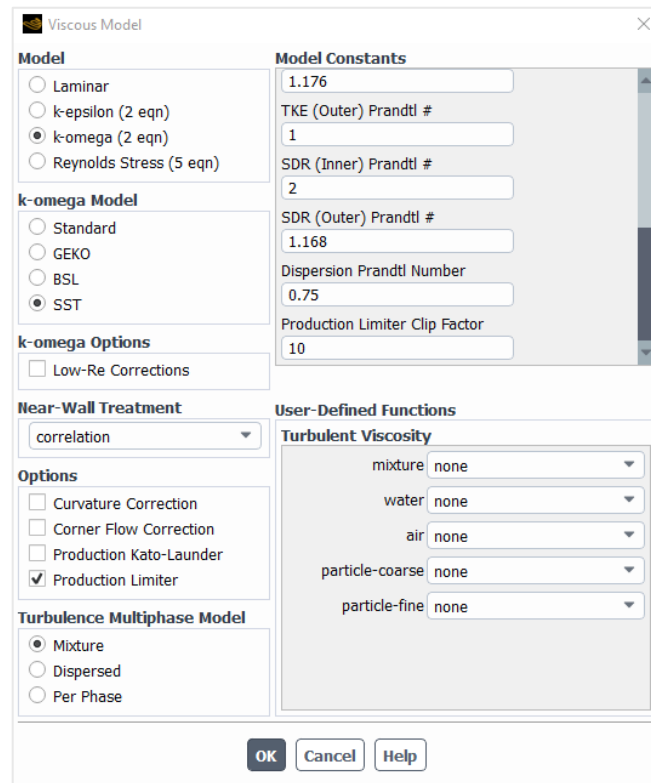 Viscous Model
Model
Laminar
k-epsilon (2 eqn)
k-omega (2 eqn)
Reynolds Stress (5 eqn)
k-omega Model
Standard
GEKO
BSL
SST
k-omega Options
Low-Re Corrections
Near-Wall Treatment
correlation
Options
Curvature Correction
Corner Flow Correction
Production Kato-Launder
Production Limiter
Turbulence Multiphase Model
Mixture
Dispersed
Per Phase
Model Constants
1.176
TKE (Outer) Prandtl #
1
SDR (Inner) Prandtl #
2
SDR (Outer) Prandtl #
1.168
Dispersion Prandtl Number
0.75
Production Limiter Clip Factor
10
User-Defined Functions
Turbulent Viscosity
mixture none
water none
air none
particle-coarse none
particle-fine none
OK Cancel Help